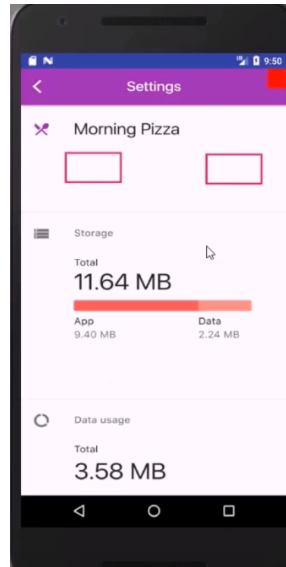 9:50
Settings
Morning Pizza
Storage
Total
11.64 MB
App Data
9.40 MB 2.24 MB
Data usage
Total
3.58 MB